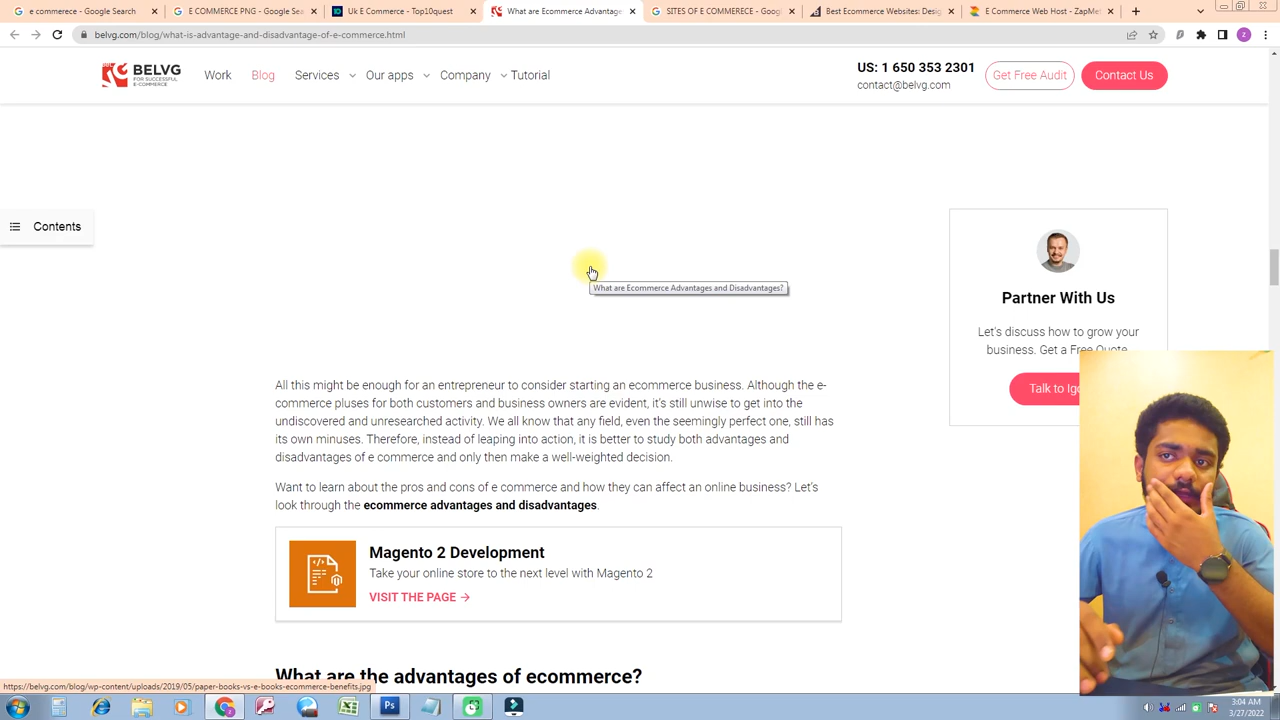 e commerce - Google Search
E COMMERCE PNG - Google Sea
Uk E Commerce - Top10quest
What are Ecommerce Advantage
SITES OF E COMMERECE - Google
Best Ecommerce Websites: Desig
E Commerce Web Host - ZapMe
belvg.com/blog/what-is-advantage-and-disadvantage-of-e-commerce.html
Z
BELVG
FOR SUCCESSFUL
E-COMMERCE
Work
Blog
Services
Our apps
Company
Tutorial
US: 1 650 353 2301
contact@belvg.com
Get Free Audit
Contact Us
Contents
What are Ecommerce Advantages and Disadvantages?
Partner With Us
Let's discuss how to grow your
business. Get a Free Quote
Talk to Igo
All this might be enough for an entrepreneur to consider starting an ecommerce business. Although the e-
commerce pluses for both customers and business owners are evident, it's still unwise to get into the
undiscovered and unresearched activity. We all know that any field, even the seemingly perfect one, still has
its own minuses. Therefore, instead of leaping into action, it is better to study both advantages and
disadvantages of e commerce and only then make a well-weighted decision.
Want to learn about the pros and cons of e commerce and how they can affect an online business? Let's
look through the ecommerce advantages and disadvantages.
Magento 2 Development
Take your online store to the next level with Magento 2
VISIT THE PAGE →
What are the advantages of ecommerce?
https://belvg.com/blog/wp-content/uploads/2019/05/paper-books-vs-e-books-ecommerce-benefits.jpg
3:04 AM
3/27/2022